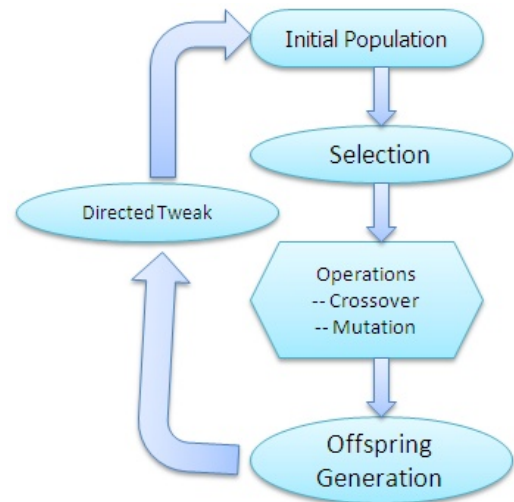 Initial Population
Selection
Directed Tweak
Operations
-- Crossover
-- Mutation
Offspring
Generation